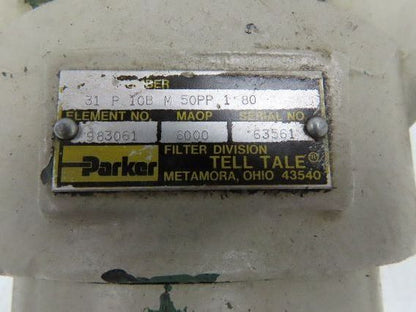 31 P 10B M 50PP 1 80
ELEMENT NO. MAOP SERIAL NO.
983061 6000 63561
Parker FILTER DIVISION
TELL TALE®
METAMORA, OHIO 43540